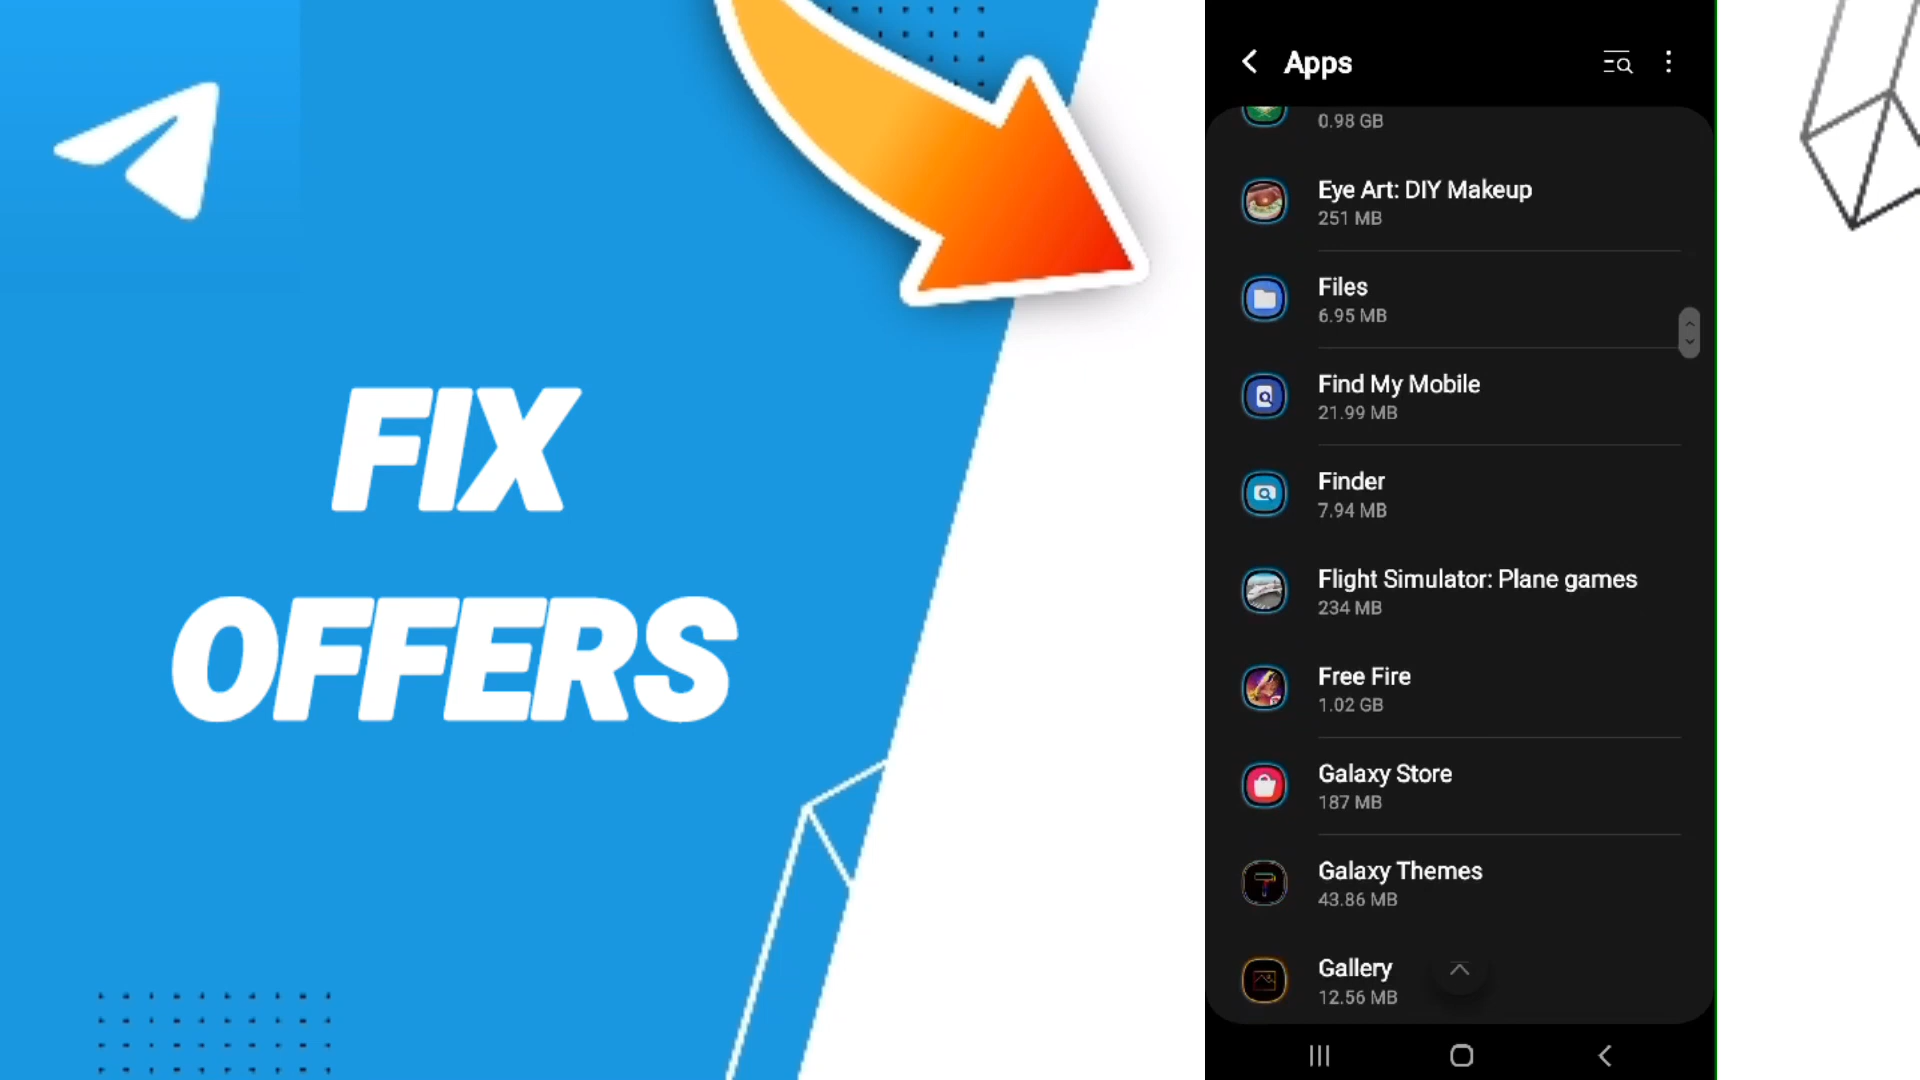 FIX
OFFERS
Apps
0.98 GB
Eye Art: DIY Makeup
251 MB
Files
6.95 MB
Find My Mobile
21.99 MB
Finder
7.94 MB
Flight Simulator: Plane games
234 MB
Free Fire
1.02 GB
Galaxy Store
187 MB
Galaxy Themes
43.86 MB
Gallery
12.56 MB